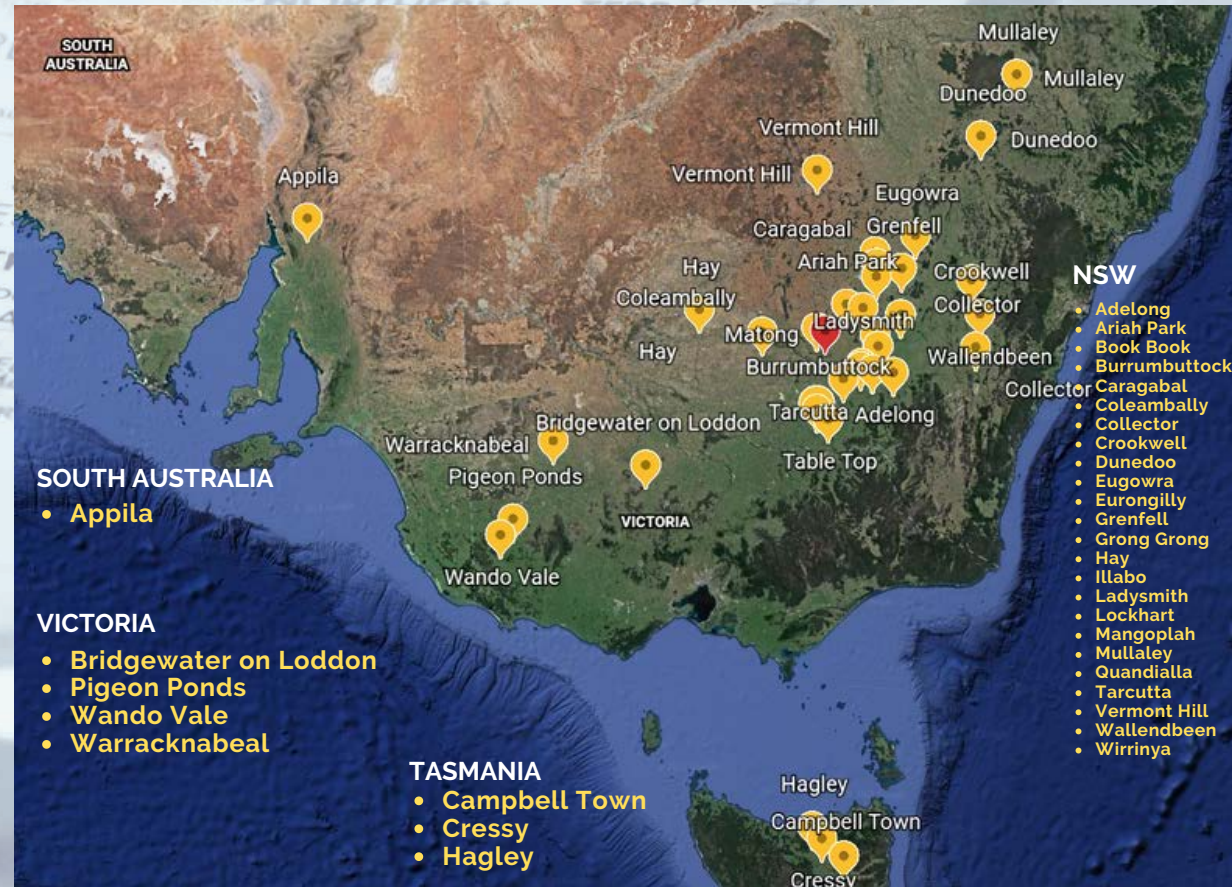 SOUTH
AUSTRALIA
Mullaley
Mullaley
Dunedoo
Dunedoo
Vermont Hill
Vermont Hill
Appila
Eugowra
Caragabal
Grenfell
Hay
Ariah Park
Crookwell
Coleambally
Collector
Ladysmith
Matong
Hay
Wallendbeen
Burrumbuttock
Collector
Tarcutta
Adelong
Bridgewater on Loddon
Warracknabeal
Table Top
Pigeon Ponds
VICTORIA
Wando Vale
Hagley
Campbell Town
Cressy
SOUTH AUSTRALIA
• Appila
VICTORIA
• Bridgewater on Loddon
• Pigeon Ponds
• Wando Vale
• Warracknabeal
TASMANIA
• Campbell Town
• Cressy
• Hagley
NSW
• Adelong
• Ariah Park
• Book Book
• Burrumbuttock
• Caragabal
• Coleambally
• Collector
• Crookwell
• Dunedoo
• Eugowra
• Eurongilly
• Grenfell
• Grong Grong
• Hay
• Illabo
• Ladysmith
• Lockhart
• Mangoplah
• Mullaley
• Quandialla
• Tarcutta
• Vermont Hill
• Wallendbeen
• Wirrinya